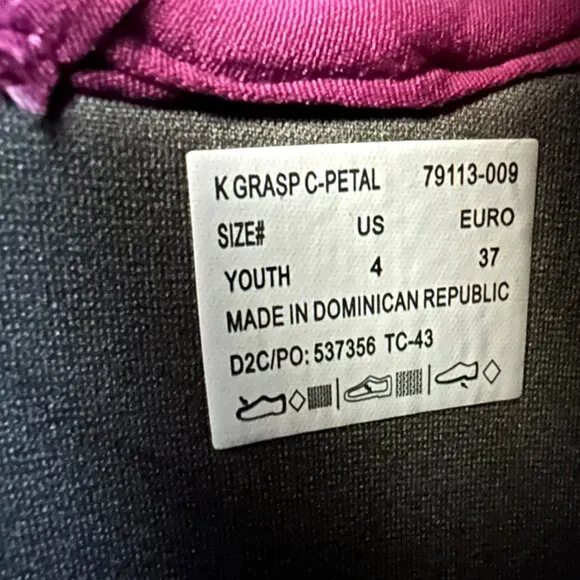 K GRASP C-PETAL 79113-009
SIZE# US EURO
YOUTH 4 37
MADE IN DOMINICAN REPUBLIC
D2C/PO: 537356 TC-43